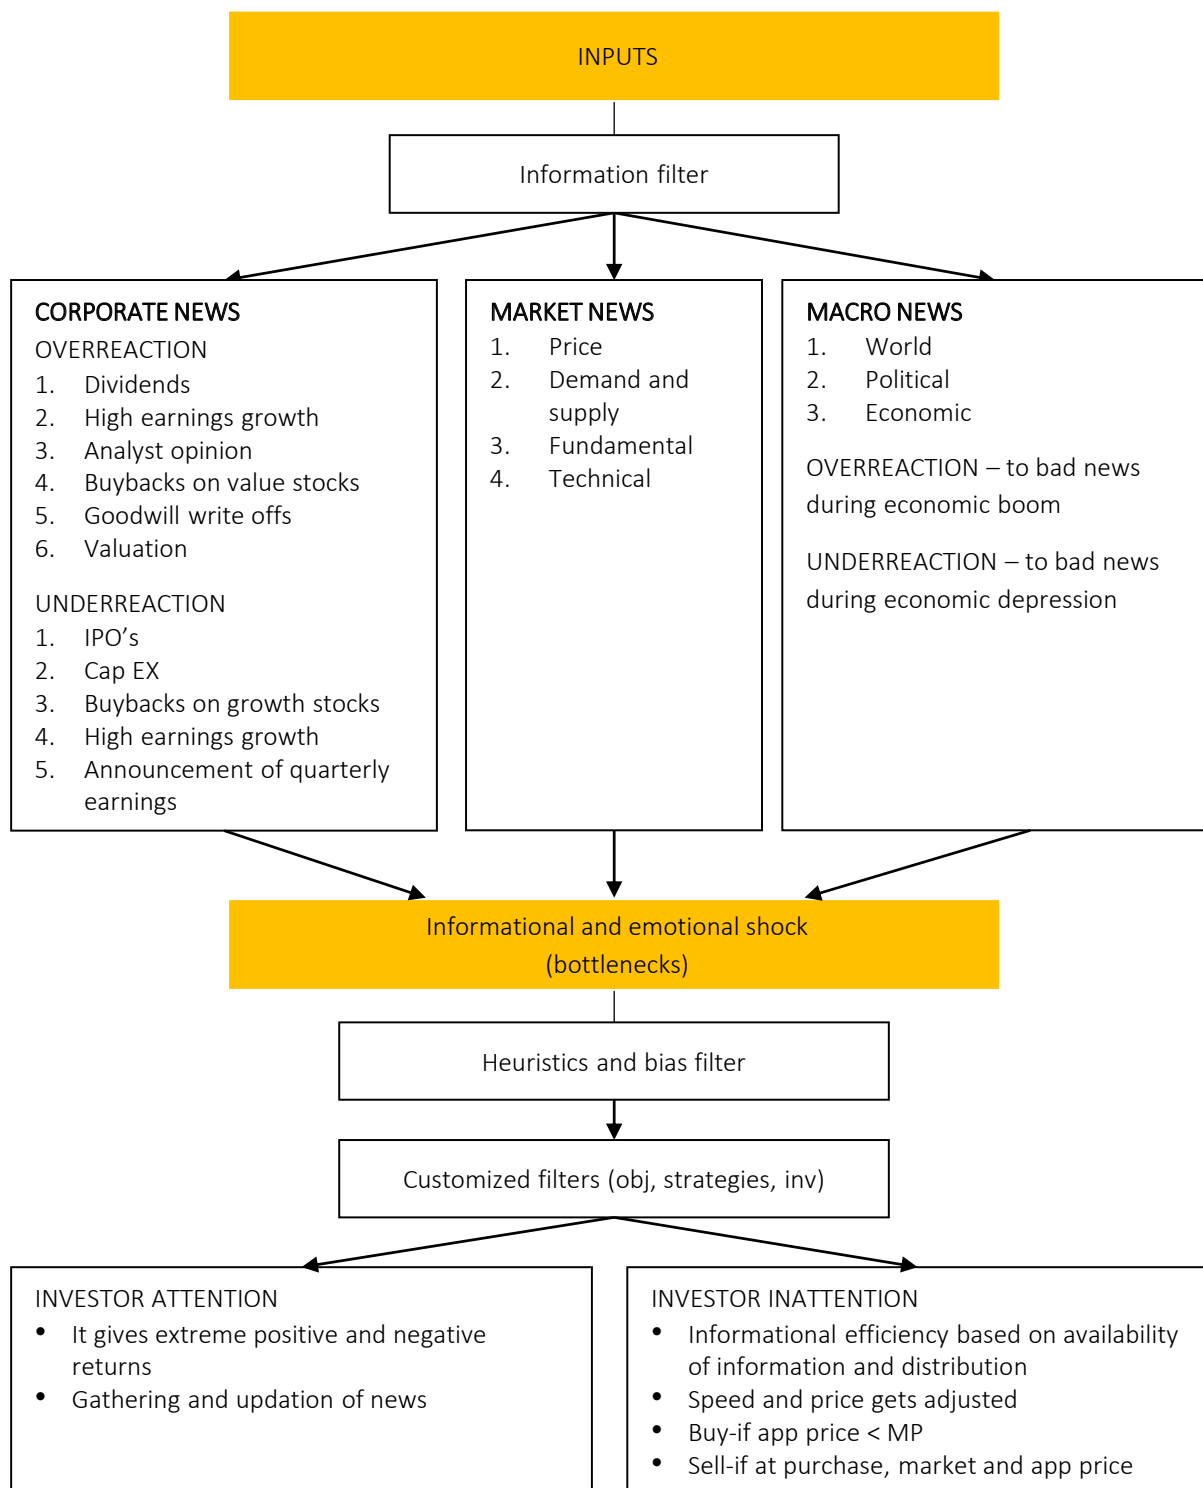 INPUTS
Information filter
CORPORATE NEWS
OVERREACTION
1. Dividends
2. High earnings growth
3. Analyst opinion
4. Buybacks on value stocks
5. Goodwill write offs
6. Valuation
UNDERREACTION
1. IPO’s
2. Cap EX
3. Buybacks on growth stocks
4. High earnings growth
5. Announcement of quarterly
earnings
MARKET NEWS
1. Price
2. Demand and
supply
3. Fundamental
4. Technical
MACRO NEWS
1. World
2. Political
3. Economic
OVERREACTION – to bad news
during economic boom
UNDERREACTION – to bad news
during economic depression
Informational and emotional shock
(bottlenecks)
Heuristics and bias filter
Customized filters (obj, strategies, inv)
INVESTOR ATTENTION
• It gives extreme positive and negative
returns
• Gathering and updation of news
INVESTOR INATTENTION
• Informational efficiency based on availability
of information and distribution
• Speed and price gets adjusted
• Buy-if app price < MP
• Sell-if at purchase, market and app price